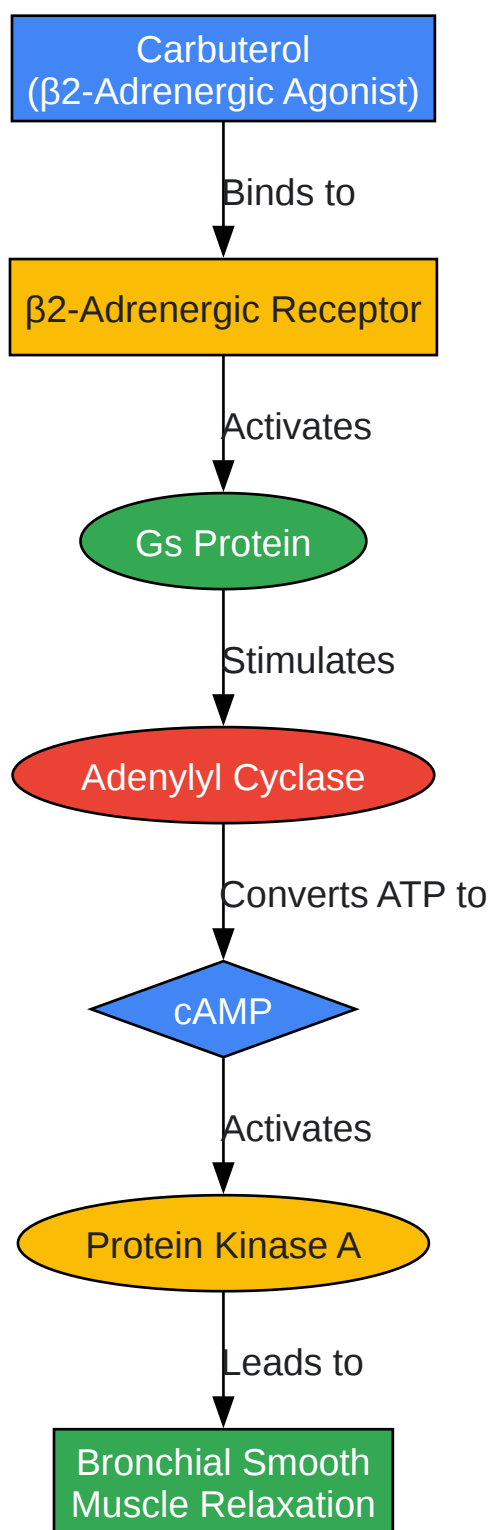 Carbuterol
(β2-Adrenergic Agonist)
Binds to
β2-Adrenergic Receptor
Activates
Gs Protein
Stimulates
Adenylyl Cyclase
Converts ATP to
cAMP
Activates
Protein Kinase A
Leads to
Bronchial Smooth
Muscle Relaxation